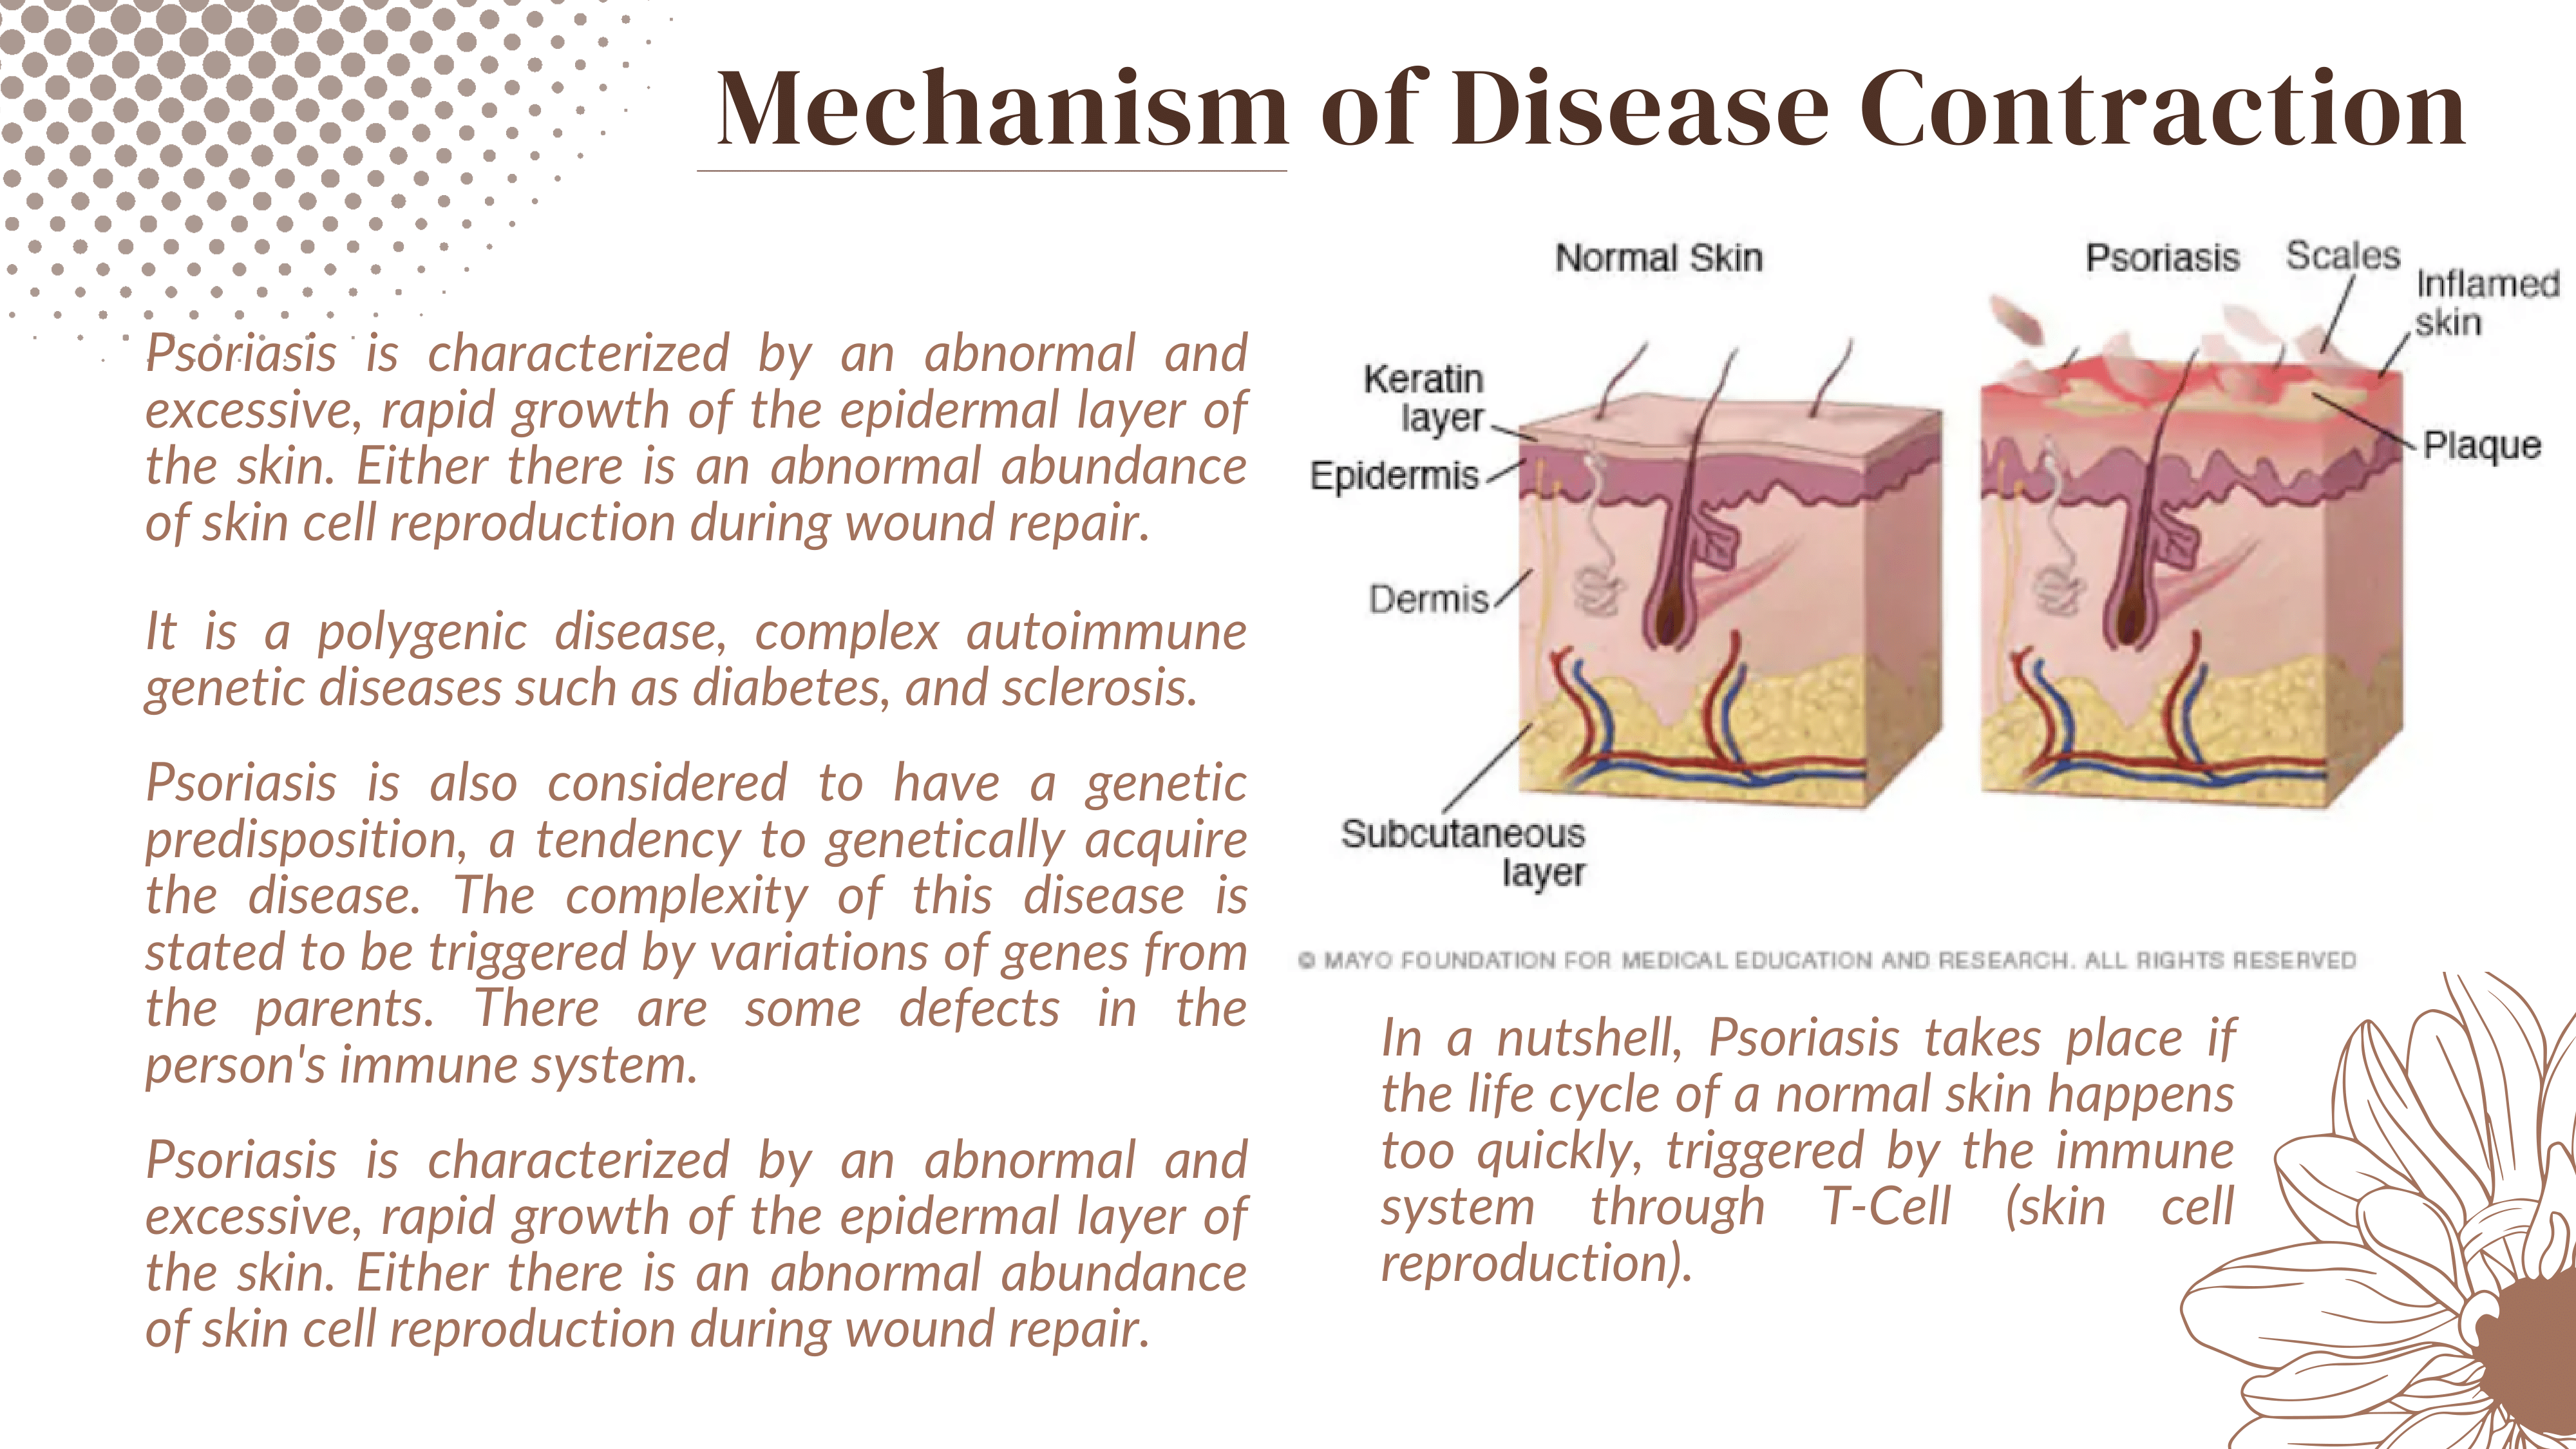 Mechanism of Disease Contraction
Psoriasis is characterized by an abnormal and
excessive, rapid growth of the epidermal layer of
the skin. Either there is an abnormal abundance
of skin cell reproduction during wound repair.
It is a polygenic disease, complex autoimmune
genetic diseases such as diabetes, and sclerosis.
Psoriasis is also considered to have a genetic
predisposition, a tendency to genetically acquire
the disease. The complexity of this disease is
stated to be triggered by variations of genes from
the parents. There are some defects in the
person's immune system.
Psoriasis is characterized by an abnormal and
excessive, rapid growth of the epidermal layer of
the skin. Either there is an abnormal abundance
of skin cell reproduction during wound repair.
Normal Skin
Keratin
layer
Epidermis
Dermis
Subcutaneous
layer
Psoriasis
Scales
Inflamed
skin
Plaque
© MAYO FOUNDATION FOR MEDICAL EDUCATION AND RESEARCH. ALL RIGHTS RESERVED
In a nutshell, Psoriasis takes place if
the life cycle of a normal skin happens
too quickly, triggered by the immune
system through T-Cell (skin cell
reproduction).